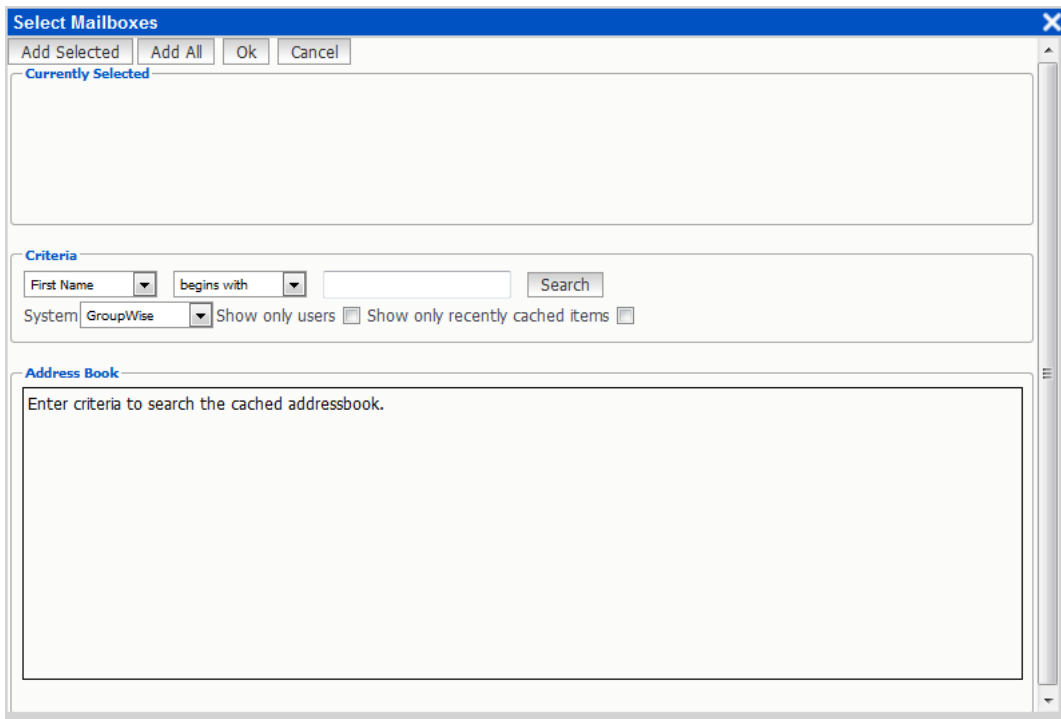 Select Mailboxes
Add Selected Add All Ok Cancel
Currently Selected
Criteria
First Name begins with Search
System GroupWise Show only users Show only recently cached items
Address Book
Enter criteria to search the cached addressbook.